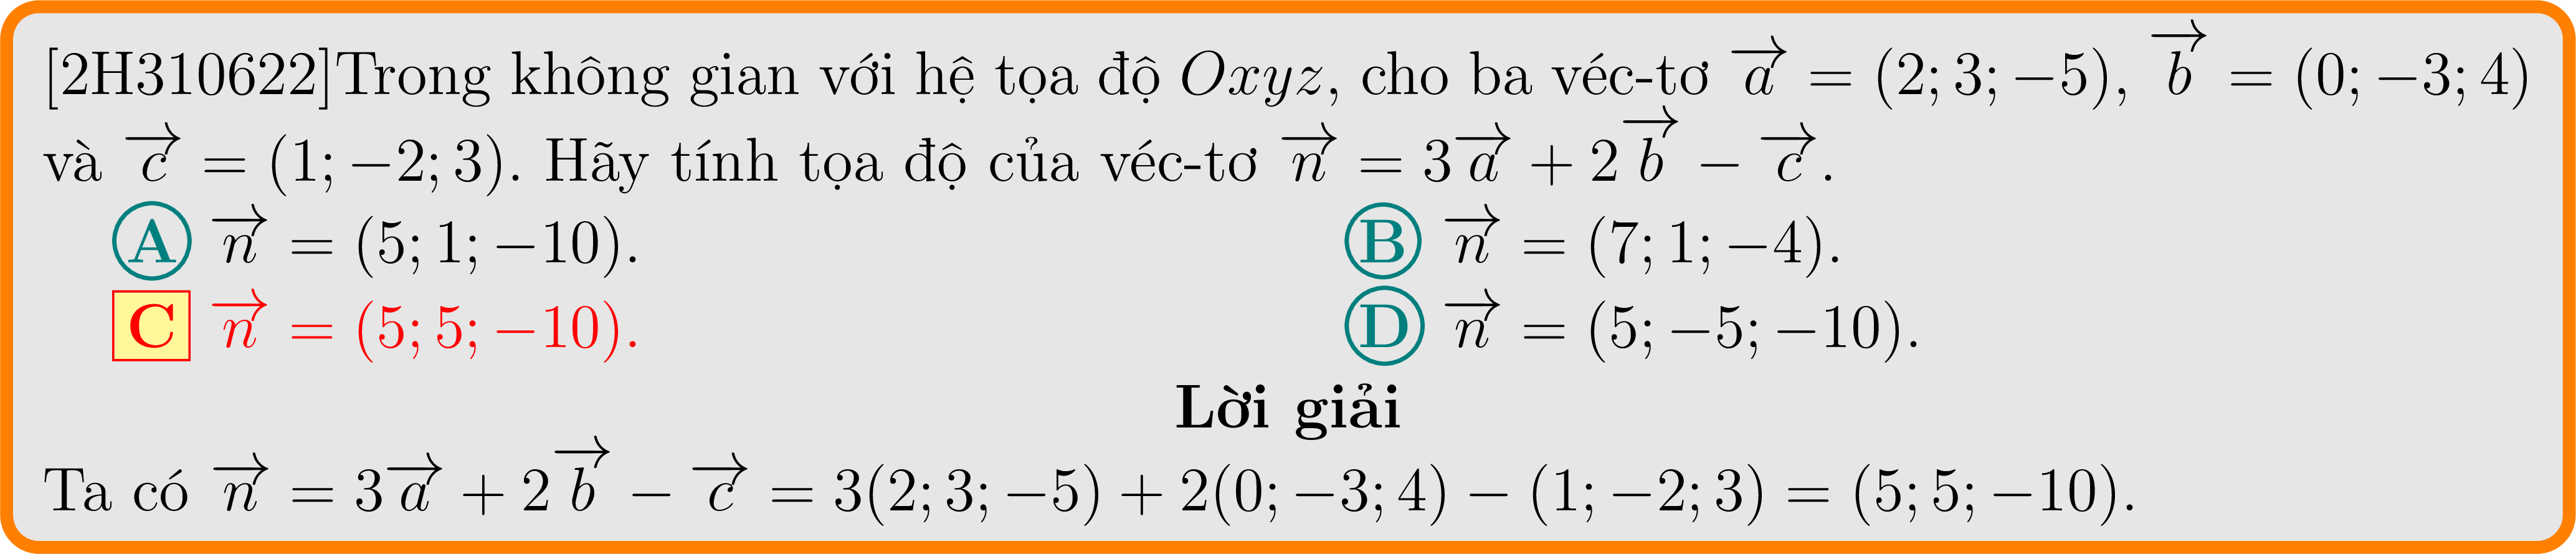 [2H310622]Trong không gian với hệ tọa độ $Oxyz$, cho ba véc-tơ $\overrightarrow{a} = (2; 3; -5)$, $\overrightarrow{b} = (0; -3; 4)$
và $\overrightarrow{c} = (1; -2; 3)$. Hãy tính tọa độ của véc-tơ $\overrightarrow{n} = 3\overrightarrow{a} + 2\overrightarrow{b} - \overrightarrow{c}$.
A $\overrightarrow{n} = (5; 1; -10)$. B $\overrightarrow{n} = (7; 1; -4)$.
C $\overrightarrow{n} = (5; 5; -10)$. D $\overrightarrow{n} = (5; -5; -10)$.
Lời giải
Ta có $\overrightarrow{n} = 3\overrightarrow{a} + 2\overrightarrow{b} - \overrightarrow{c} = 3(2; 3; -5) + 2(0; -3; 4) - (1; -2; 3) = (5; 5; -10)$.